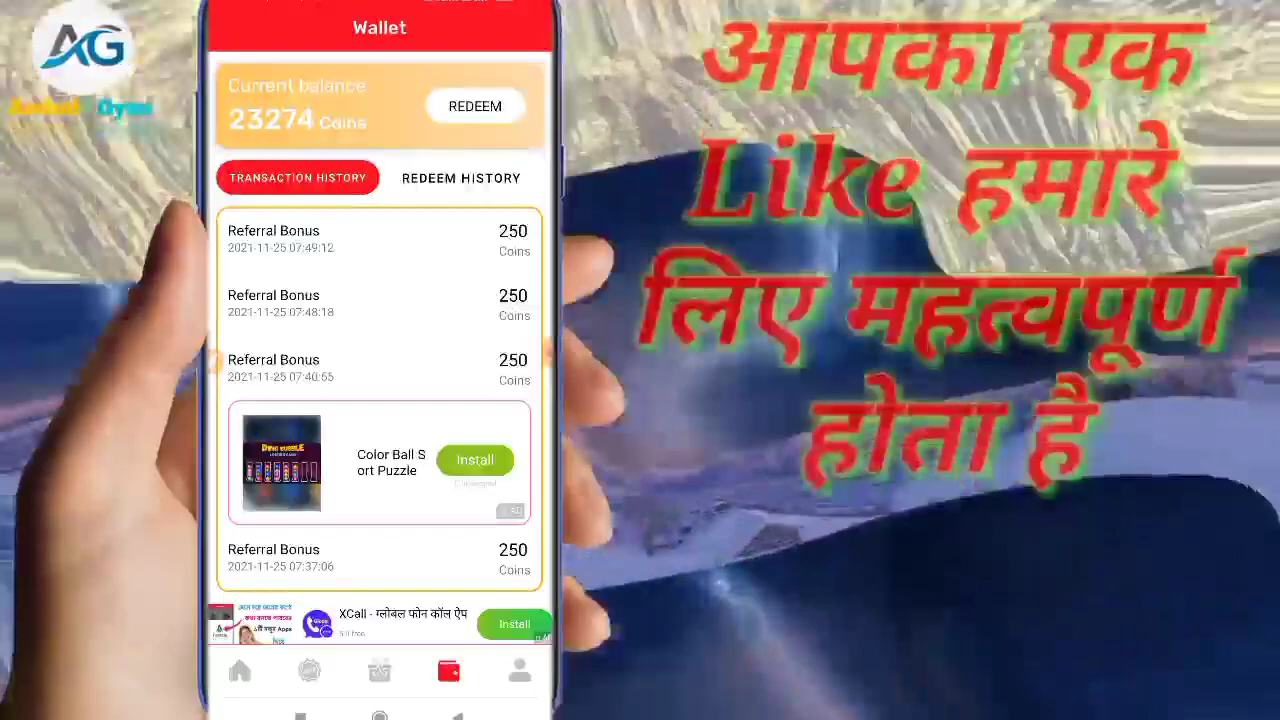 AG
Wallet
Current balance
23274 Coins
REDEEM
TRANSACTION HISTORY
REDEEM HISTORY
Referral Bonus
250
2021-11-25 07:49:12
Coins
Referral Bonus
250
2021-11-25 07:48:18
Coins
Referral Bonus
250
2021-11-25 07:40:55
Coins
Color Ball S
ort Puzzle
Install
Referral Bonus
250
2021-11-25 07:37:06
Coins
XCall - ग्लोबल फोन कॉल ऐप
Install
आपका एक
Like हमारे
लिए महत्वपूर्ण
होता है